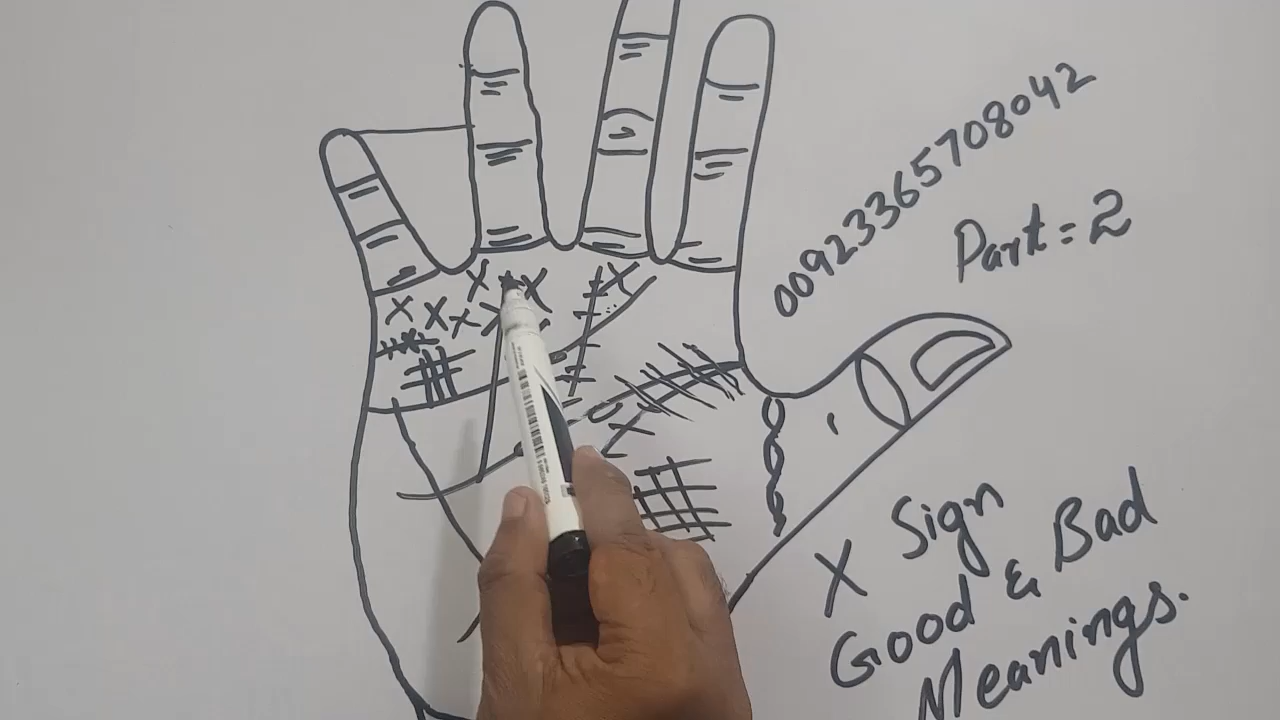 00923365708042
Part = 2
X Sign
Good & Bad
Meanings.